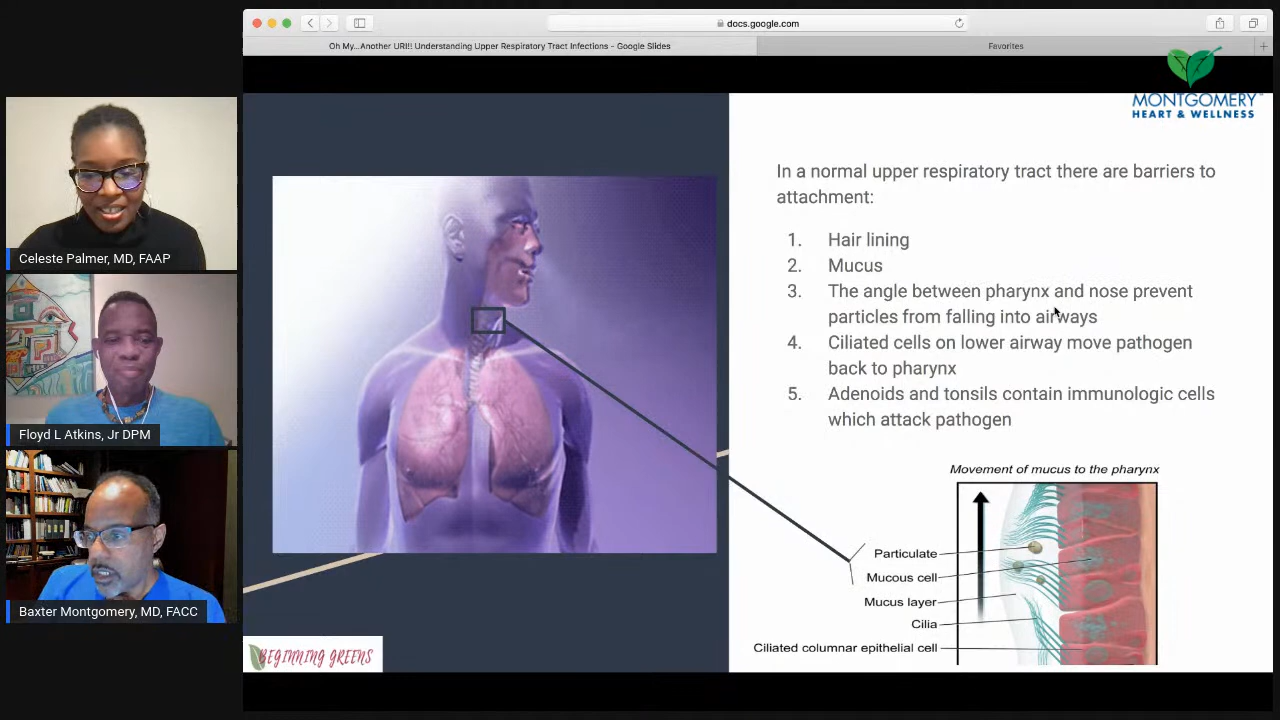 docs.google.com
Oh My...Another URI!! Understanding Upper Respiratory Tract Infections - Google Slides
Favorites
MONTGOMERY
HEART & WELLNESS
Celeste Palmer, MD, FAAP
Floyd L Atkins, Jr DPM
Baxter Montgomery, MD, FACC
In a normal upper respiratory tract there are barriers to
attachment:
1. Hair lining
2. Mucus
3. The angle between pharynx and nose prevent
particles from falling into airways
4. Ciliated cells on lower airway move pathogen
back to pharynx
5. Adenoids and tonsils contain immunologic cells
which attack pathogen
Movement of mucus to the pharynx
Particulate
Mucous cell
Mucus layer
Cilia
Ciliated columnar epithelial cell
BEGINNING GREENS